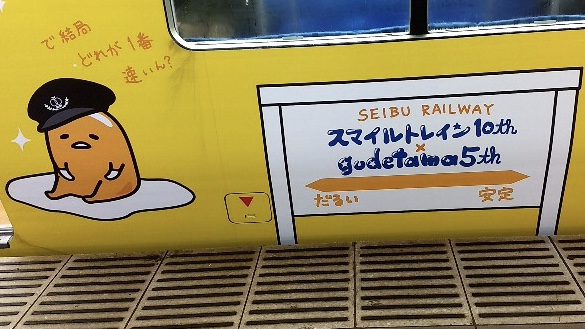 で結局
どれが1番
速いん?
SEIBU RAILWAY
スマイルトレイン10th
×
gudetama5th
だるい 安定